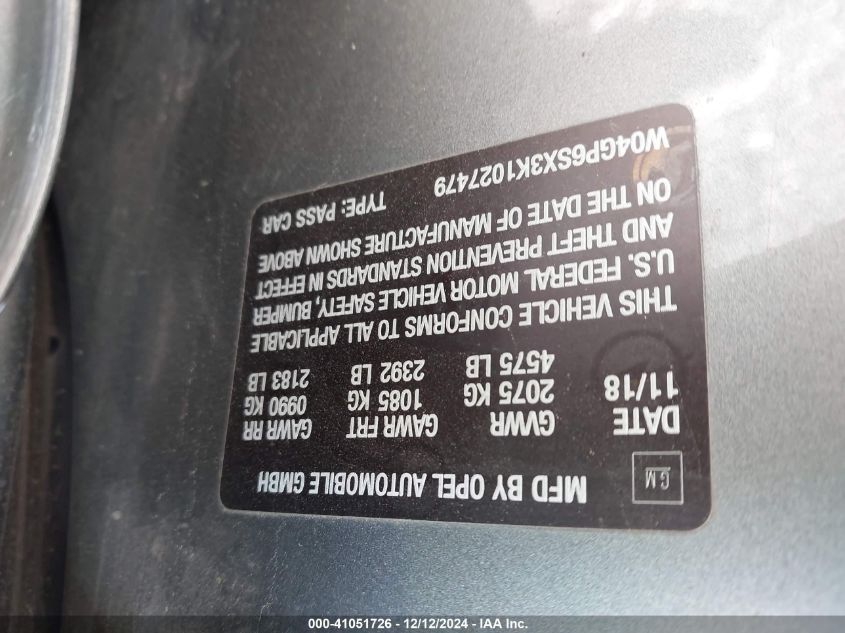 GM
MFD BY OPEL AUTOMOBILE GMBH
DATE GVWR GAWR FRT GAWR RR
11/18 2075 KG 1085 KG 0990 KG
4575 LB 2392 LB 2183 LB
THIS VEHICLE CONFORMS TO ALL APPLICABLE
U.S. FEDERAL MOTOR VEHICLE SAFETY, BUMPER
AND THEFT PREVENTION STANDARDS IN EFFECT
ON THE DATE OF MANUFACTURE SHOWN ABOVE
W04GP6SX3K1027479 TYPE: PASS CAR
000-41051726 - 12/12/2024 - IAA Inc.